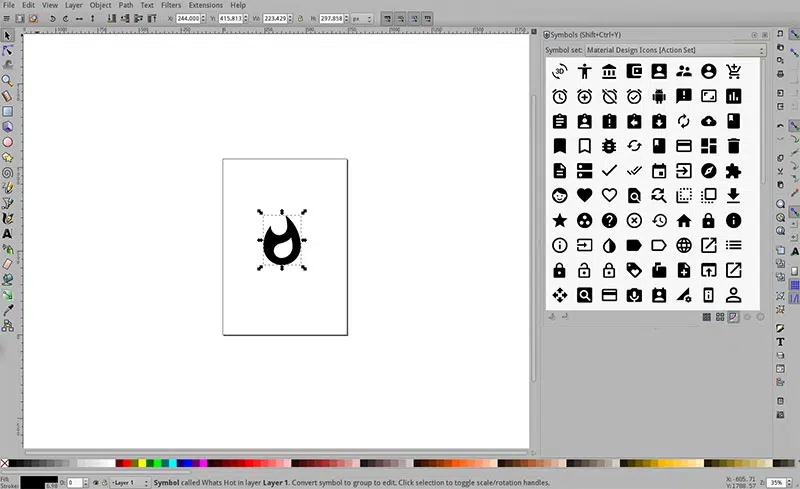 File Edit View Layer Object Path Text Filters Extensions Help
X: 244.000 Y: 415.813 W: 223.429 H: 297.858 px
Symbols (Shift+Ctrl+Y)
Symbol set: Material Design Icons [Action Set]
3D
Fill:
Stroke:
O: 0
Layer 1
Symbol called Whats Hot in layer Layer 1. Convert symbol to group to edit. Click selection to toggle scale/rotation handles.
X: -605.71
Y: 1788.57
Z: 35%